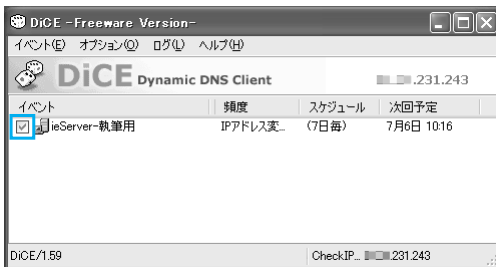 DiCE -Freeware Version-
イベント(E) オプション(O) ログ(L) ヘルプ(H)
DiCE Dynamic DNS Client .231.243
イベント 頻度 スケジュール 次回予定
ieServer-執筆用 IPアドレス変... (7日毎) 7月6日 10:16
DiCE/1.59 CheckIP... .231.243